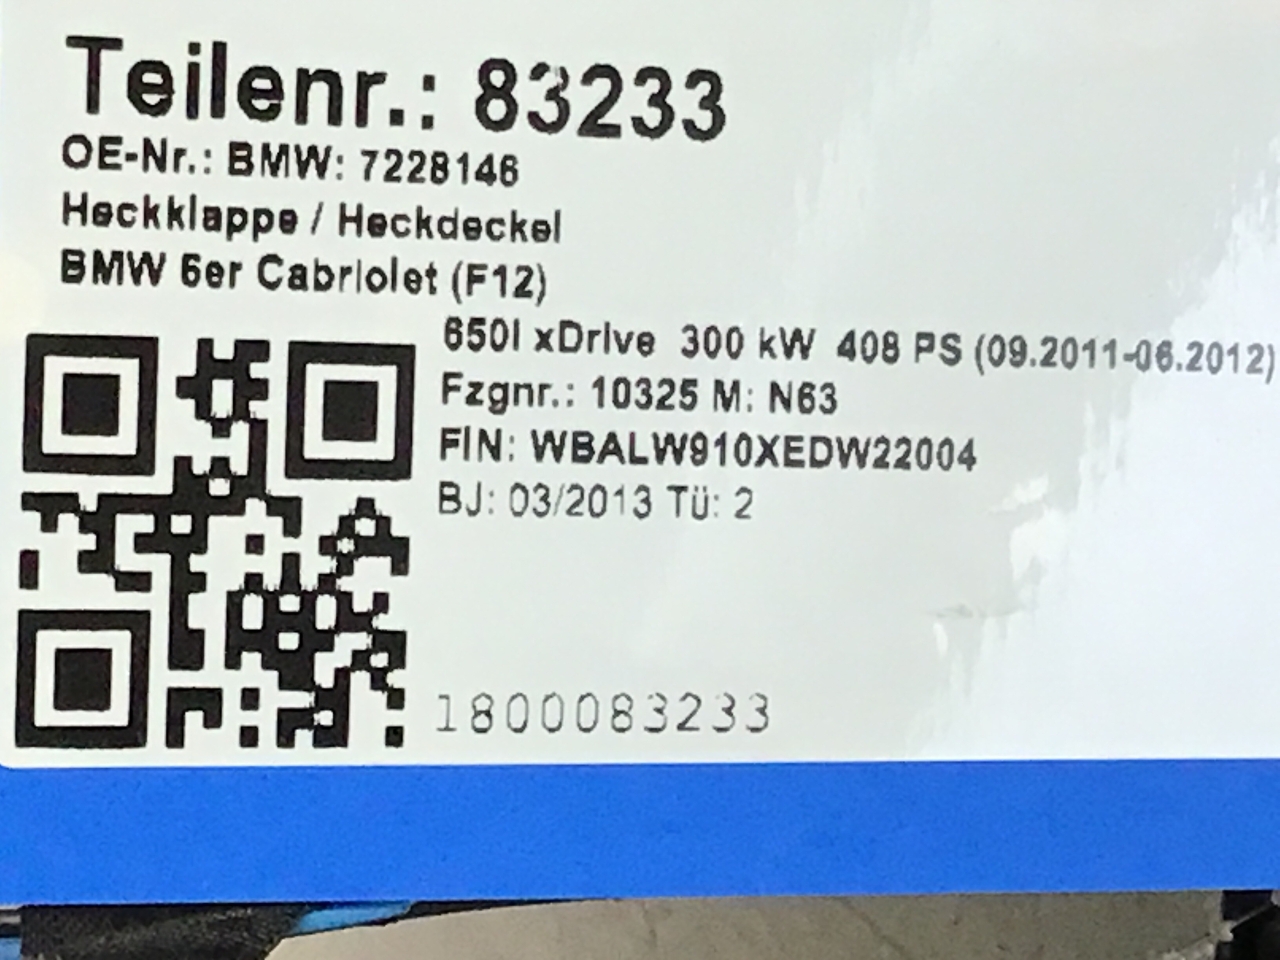 Teilenr.: 83233
OE-Nr.: BMW: 7228146
Heckklappe / Heckdeckel
BMW 6er Cabriolet (F12)
650i xDrive 300 kW 408 PS (09.2011-06.2012)
Fzgnr.: 10325 M: N63
FIN: WBALW910XEDW22004
BJ: 03/2013 Tü: 2
1800083233